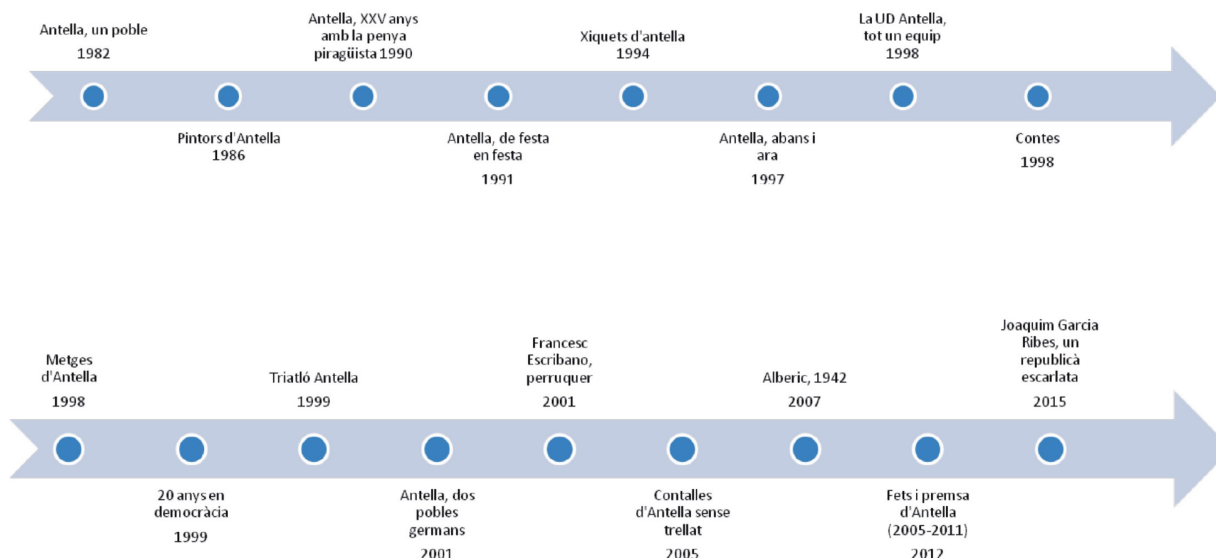 Antella, un poble
1982
Pintors d'Antella
1986
Antella, XXV anys
amb la penya
piragüista 1990
Antella, de festa
en festa
1991
Xiquets d'antella
1994
Antella, abans i
ara
1997
La UD Antella,
tot un equip
1998
Contes
1998
Metges
d'Antella
1998
20 anys en
democràcia
1999
Triatló Antella
1999
Antella, dos
pobles
germans
2001
Francesc
Escribano,
perruquer
2001
Contalles
d'Antella sense
trellat
2005
Alberic, 1942
2007
Fets i premsa
d'Antella
(2005-2011)
2012
Joaquim Garcia
Ribes, un
republicà
escarlata
2015